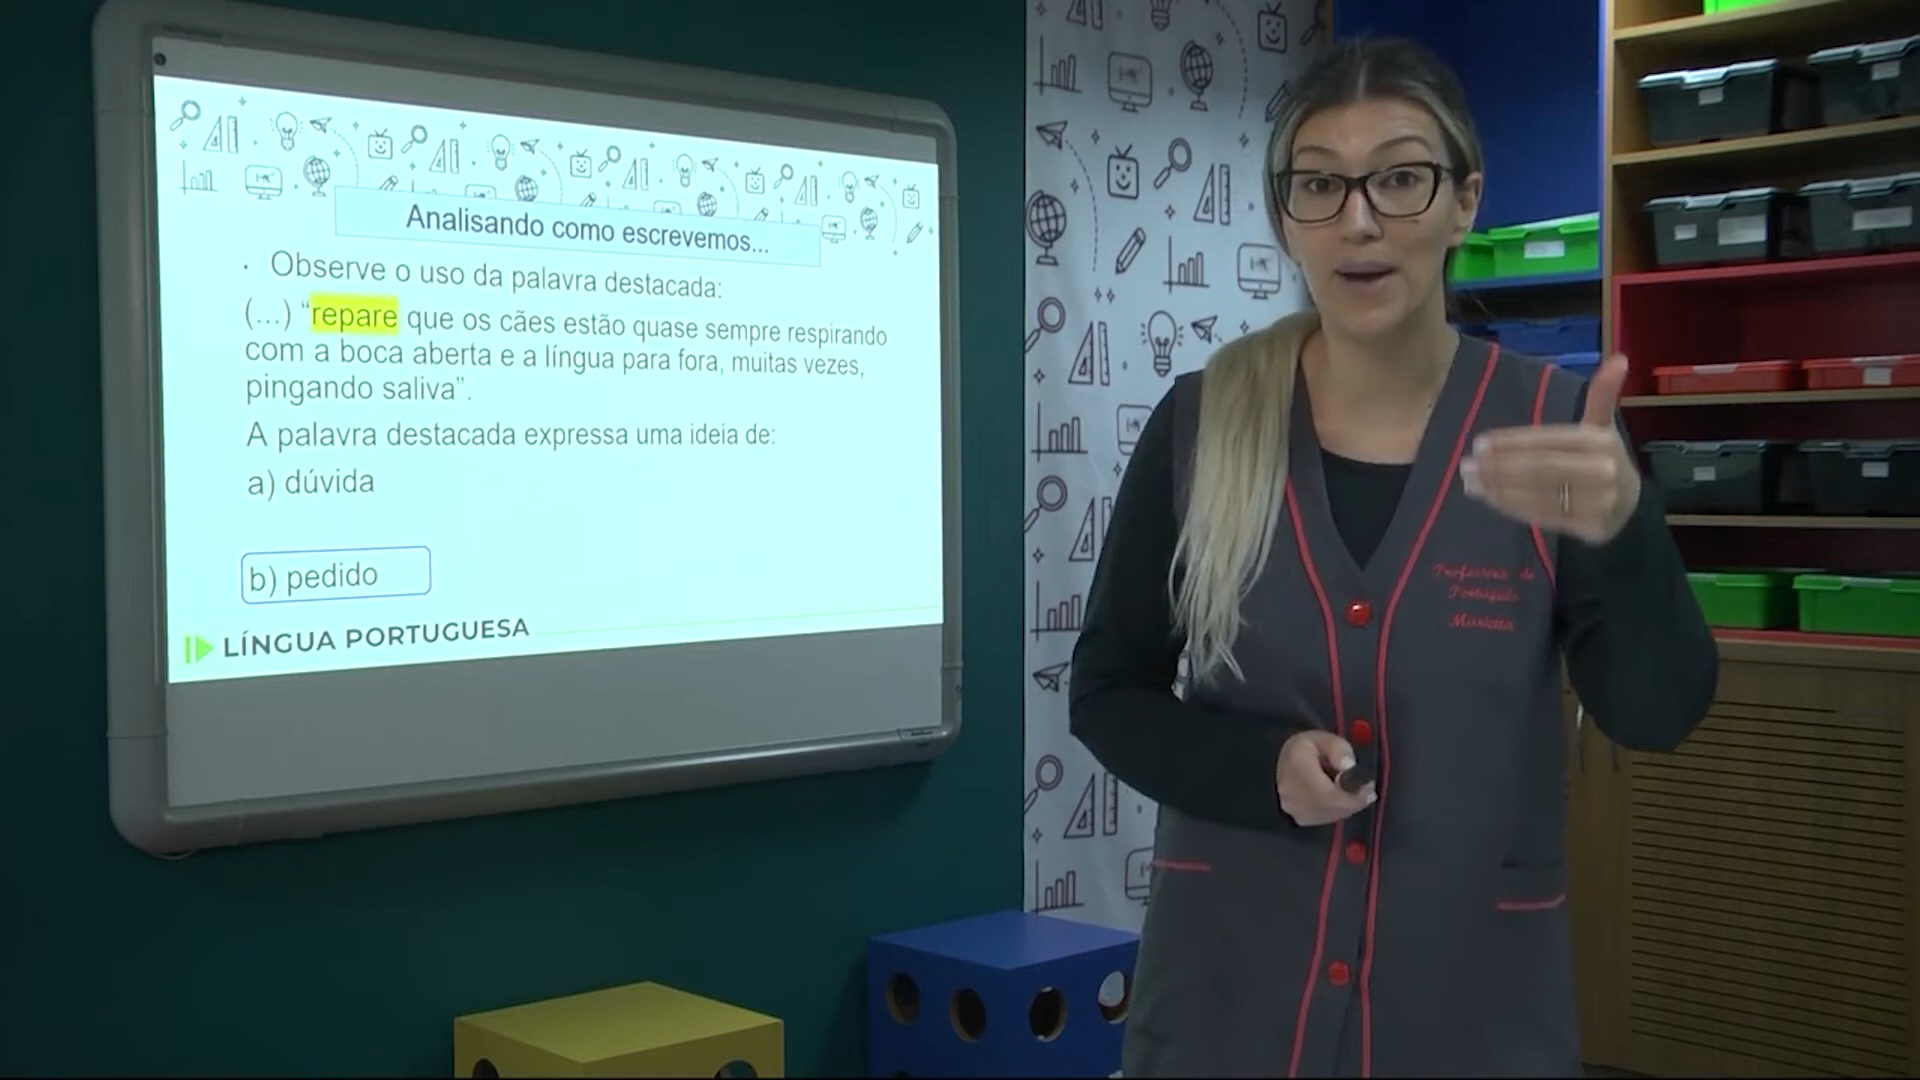 Analisando como escrevemos...
. Observe o uso da palavra destacada:
(...) “repare que os cães estão quase sempre respirando
com a boca aberta e a língua para fora, muitas vezes,
pingando saliva”.
A palavra destacada expressa uma ideia de:
a) dúvida
b) pedido
LÍNGUA PORTUGUESA
Professora de
Português